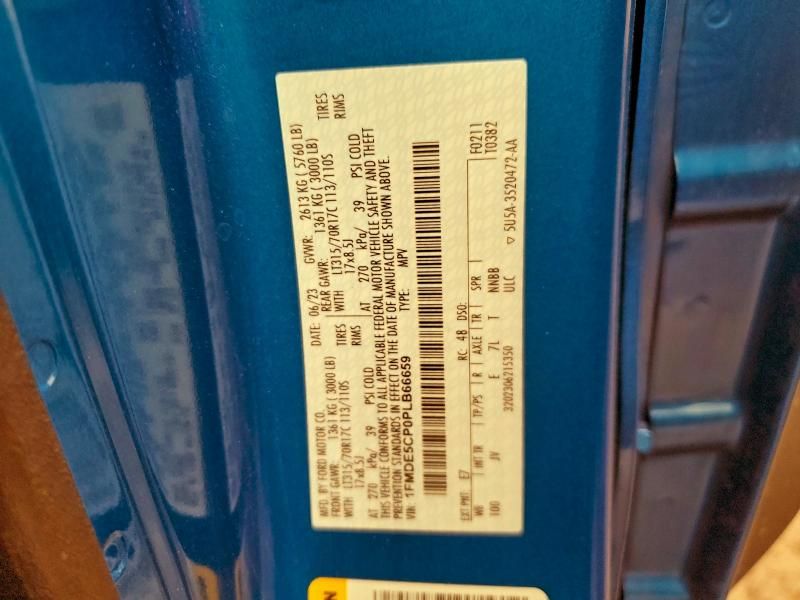 MFD. BY FORD MOTOR CO.
DATE: 06/23 GVWR: 2613 KG ( 5760 LB)
FRONT GAWR: 1361 KG ( 3000 LB) REAR GAWR: 1361 KG ( 3000 LB)
LT315/70R17C 113/110S TIRES WITH LT315/70R17C 113/110S TIRES
17x8.5J RIMS 17x8.5J RIMS
AT 270 kPa/ 39 PSI COLD AT 270 kPa/ 39 PSI COLD
THIS VEHICLE CONFORMS TO ALL APPLICABLE FEDERAL MOTOR VEHICLE SAFETY AND THEFT
PREVENTION STANDARDS IN EFFECT ON THE DATE OF MANUFACTURE SHOWN ABOVE.
VIN: 1FMDE5CP0PLB66659 TYPE: MPV
EXT PNT: E7 RC: 48 DSO: F0211
WB INT TR TP/PS R AXLE TR SPR T0382
100 JV E 7L T NNBB
3202306215350 ULC ▽ 5U5A-3520472-AA
N